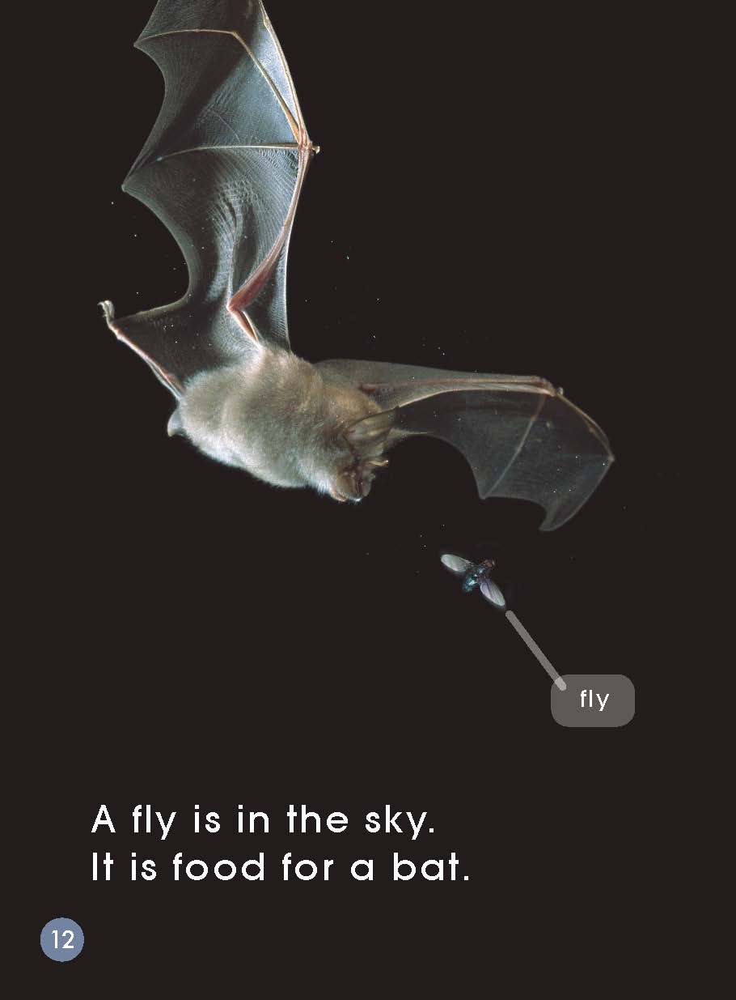 fly
A fly is in the sky.
It is food for a bat.
12